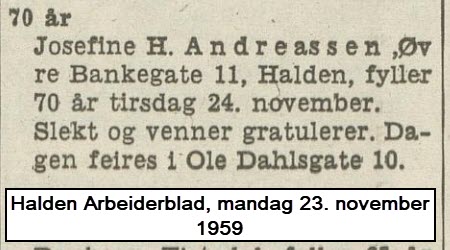 70 år
Josefine H. Andreassen ,Øv
re Bankegate 11, Halden, fyller
70 år tirsdag 24. november.
Slekt og venner gratulerer. Da-
gen feires i Ole Dahlsgate 10.
Halden Arbeiderblad, mandag 23. november
1959